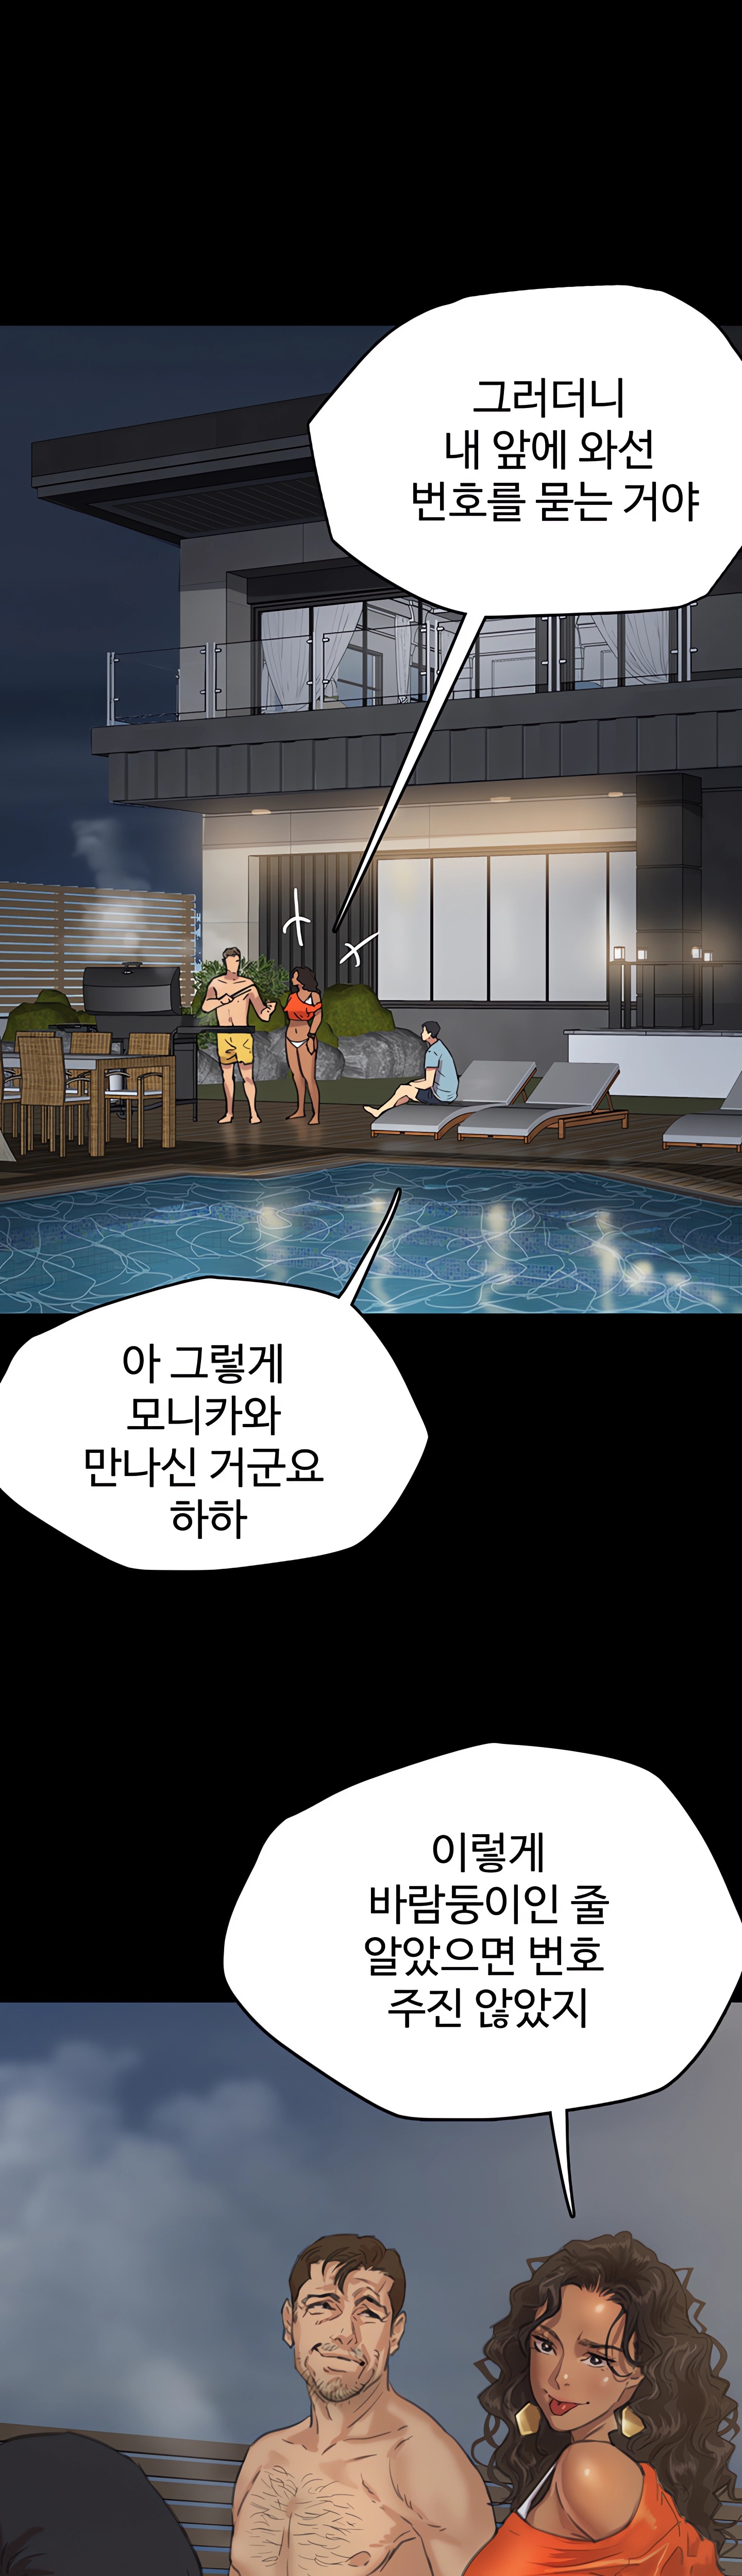 그러더니
내 앞에 와선
번호를 묻는 거야
아 그렇게
모니카와
만나신 거군요
하하
이렇게
바람둥이인 줄
알았으면 번호
주진 않았지